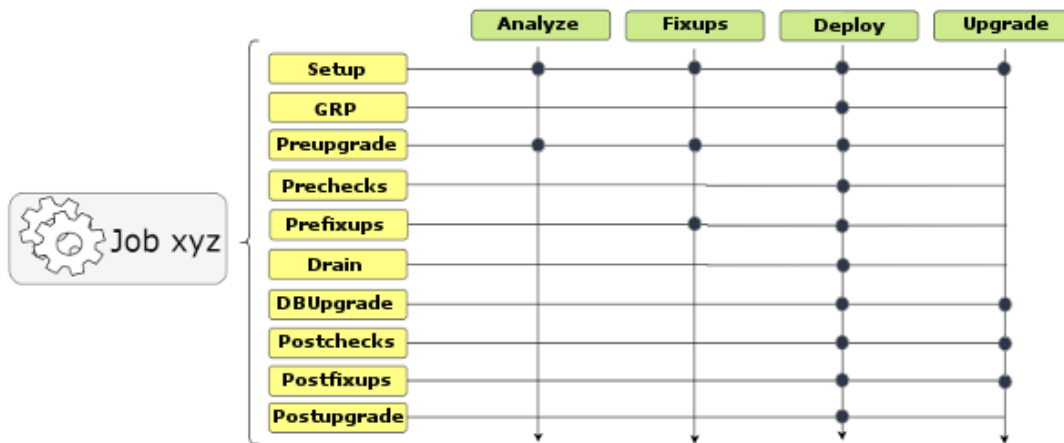 Analyze
Fixups
Deploy
Upgrade
Setup
GRP
Preupgrade
Prechecks
Prefixups
Job xyz
Drain
DBUpgrade
Postchecks
Postfixups
Postupgrade